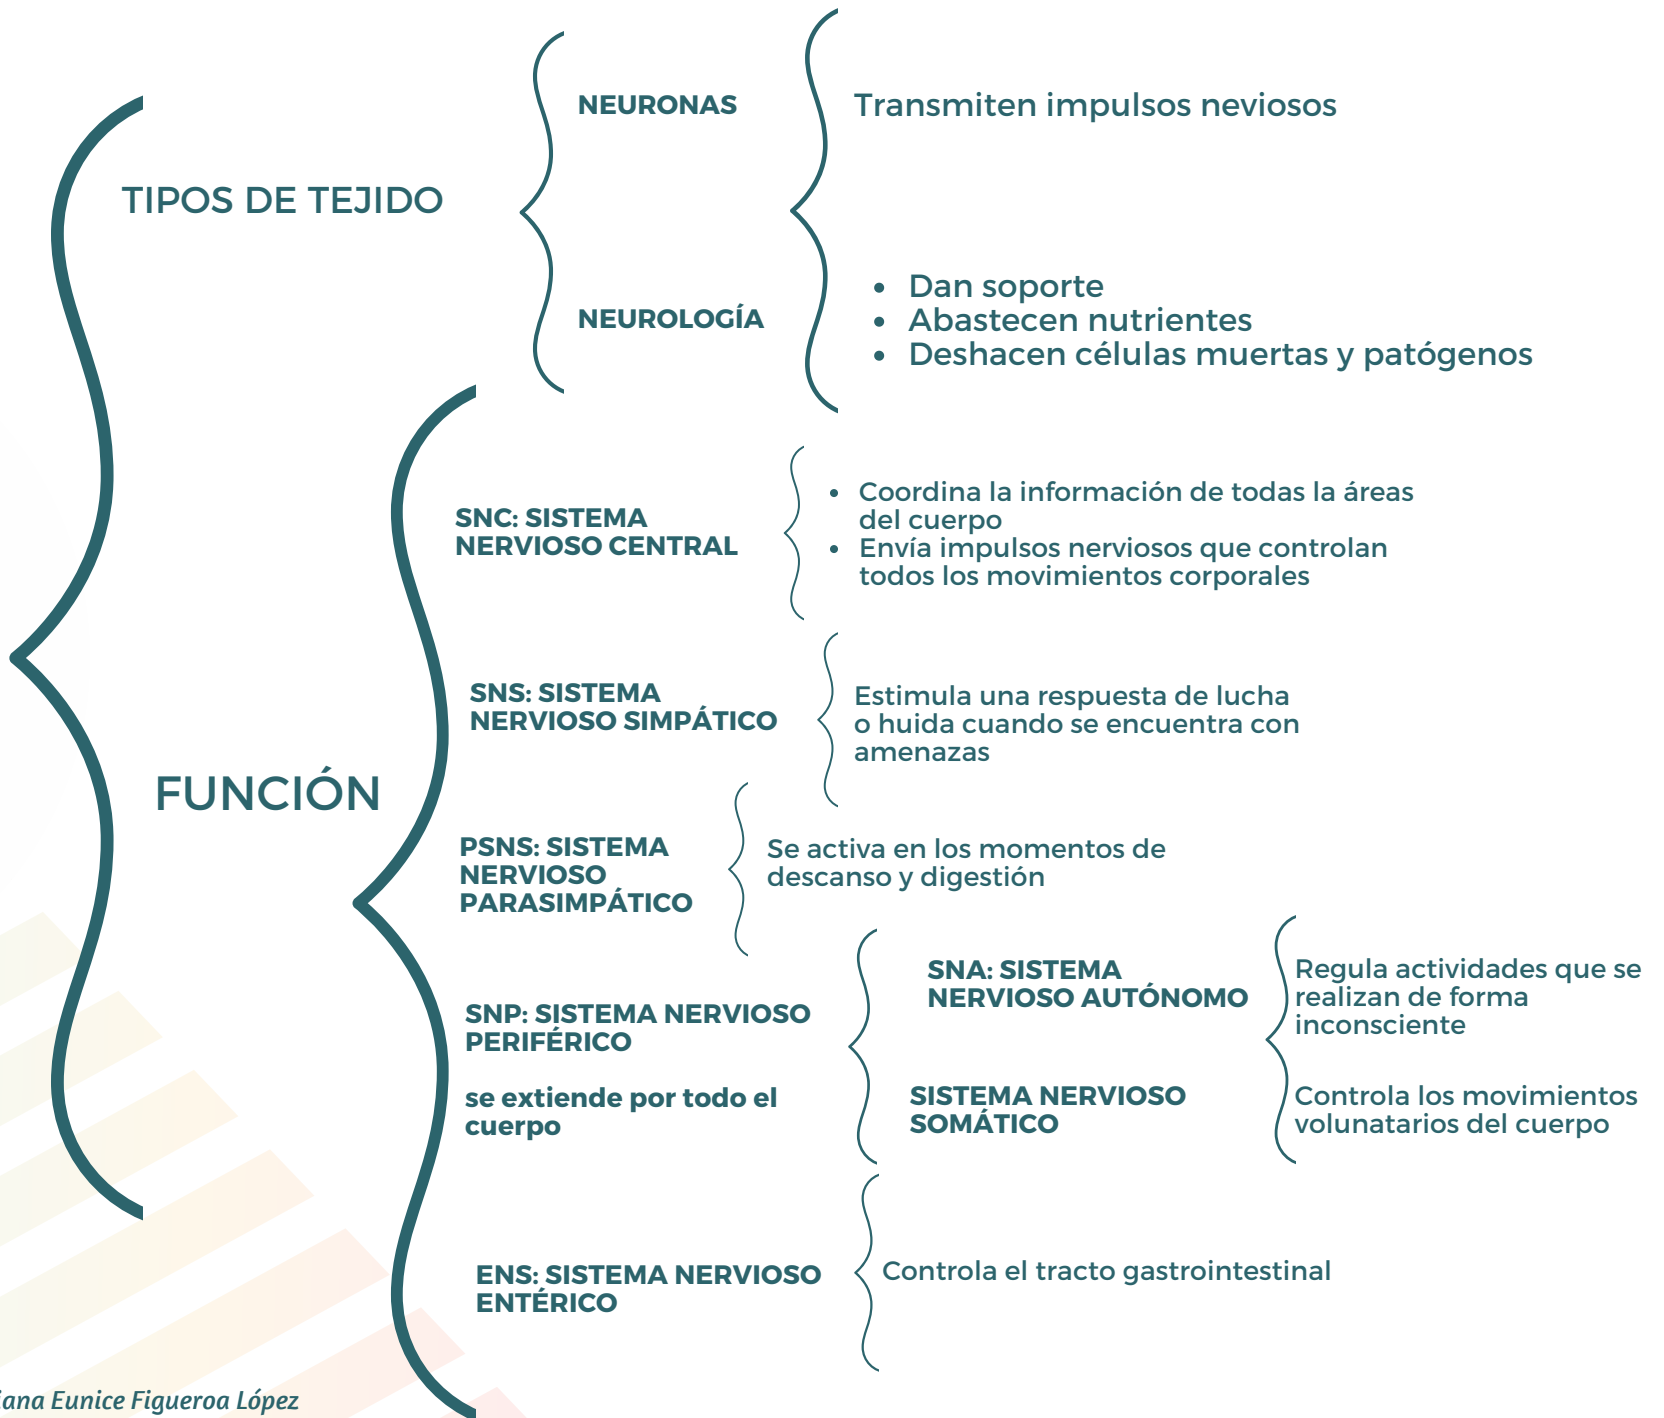 NEURONAS
Transmiten impulsos neviosos
TIPOS DE TEJIDO
NEUROLOGÍA
• Dan soporte
• Abastecen nutrientes
• Deshacen células muertas y patógenos
FUNCIÓN
SNC: SISTEMA
NERVIOSO CENTRAL
• Coordina la información de todas la áreas
del cuerpo
• Envía impulsos nerviosos que controlan
todos los movimientos corporales
SNS: SISTEMA
NERVIOSO SIMPÁTICO
Estimula una respuesta de lucha
o huida cuando se encuentra con
amenazas
PSNS: SISTEMA
NERVIOSO
PARASIMPÁTICO
Se activa en los momentos de
descanso y digestión
SNP: SISTEMA NERVIOSO
PERIFÉRICO
se extiende por todo el
cuerpo
SNA: SISTEMA
NERVIOSO AUTÓNOMO
Regula actividades que se
realizan de forma
inconsciente
SISTEMA NERVIOSO
SOMÁTICO
Controla los movimientos
volunatarios del cuerpo
ENS: SISTEMA NERVIOSO
ENTÉRICO
Controla el tracto gastrointestinal
Eunice Figueroa López